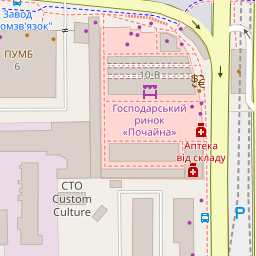 Завод
омзв'язок"
ПУМБ
6
10-В
Господарський
ринок
«Почайна»
Аптека
від складу
СТО
Custom
Culture
P